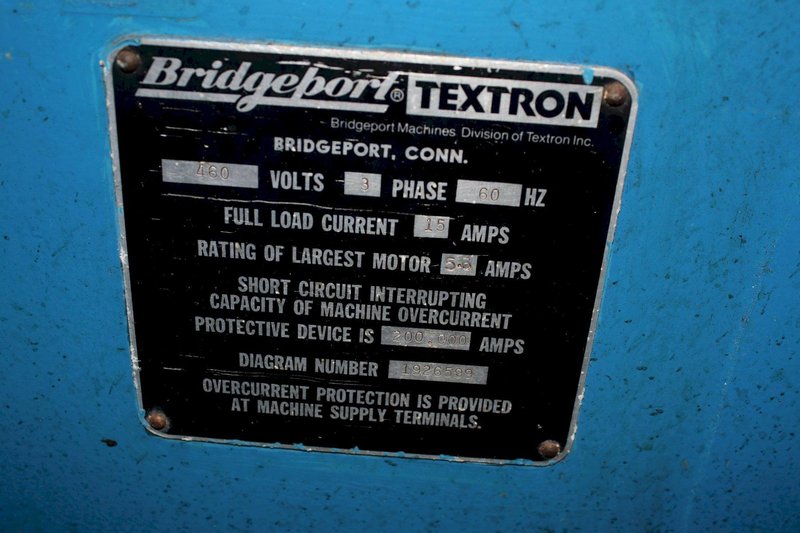 Bridgeport® TEXTRON
Bridgeport Machines Division of Textron Inc.
BRIDGEPORT, CONN.
460 VOLTS 3 PHASE 60 HZ
FULL LOAD CURRENT 15 AMPS
RATING OF LARGEST MOTOR AMPS
SHORT CIRCUIT INTERRUPTING
CAPACITY OF MACHINE OVERCURRENT
PROTECTIVE DEVICE IS 200,000 AMPS
DIAGRAM NUMBER 1926599
OVERCURRENT PROTECTION IS PROVIDED
AT MACHINE SUPPLY TERMINALS.